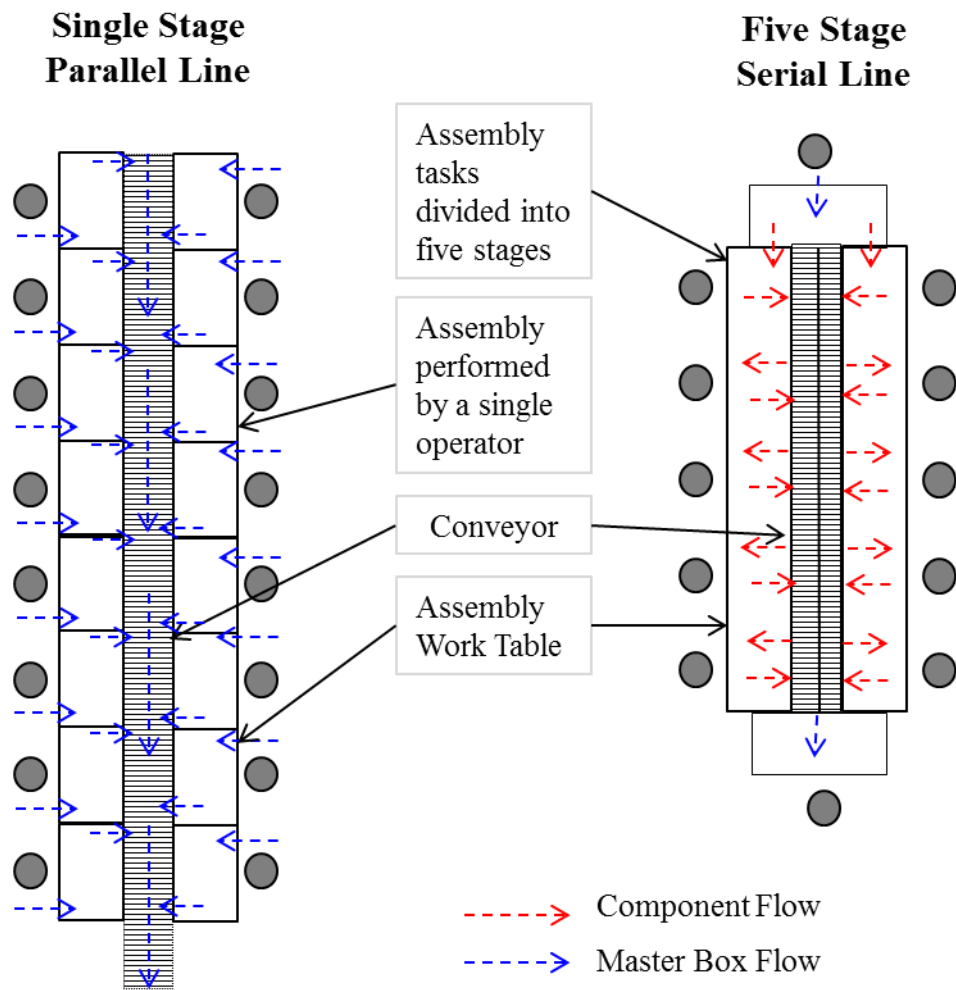 Single Stage
Parallel Line
Five Stage
Serial Line
Assembly
tasks
divided into
five stages
Assembly
performed
by a single
operator
Conveyor
Assembly
Work Table
Component Flow
Master Box Flow